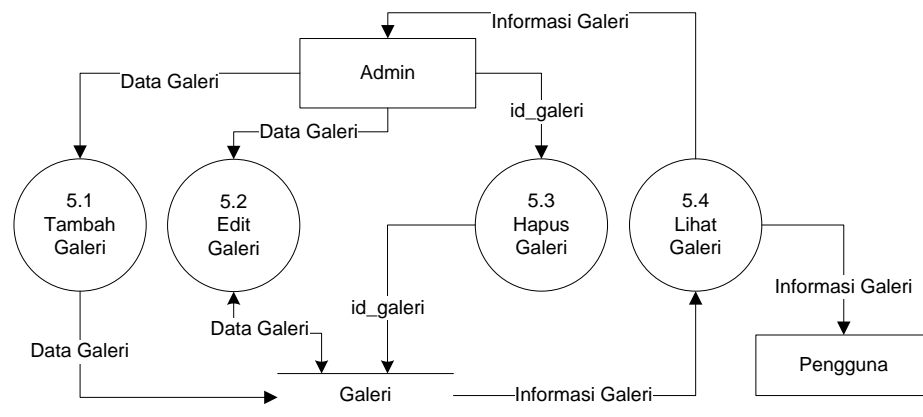 Informasi Galeri
Admin
Data Galeri
id_galeri
Data Galeri
5.1
Tambah
Galeri
5.2
Edit
Galeri
5.3
Hapus
Galeri
5.4
Lihat
Galeri
Informasi Galeri
id_galeri
Data Galeri
Data Galeri
Pengguna
Galeri
Informasi Galeri